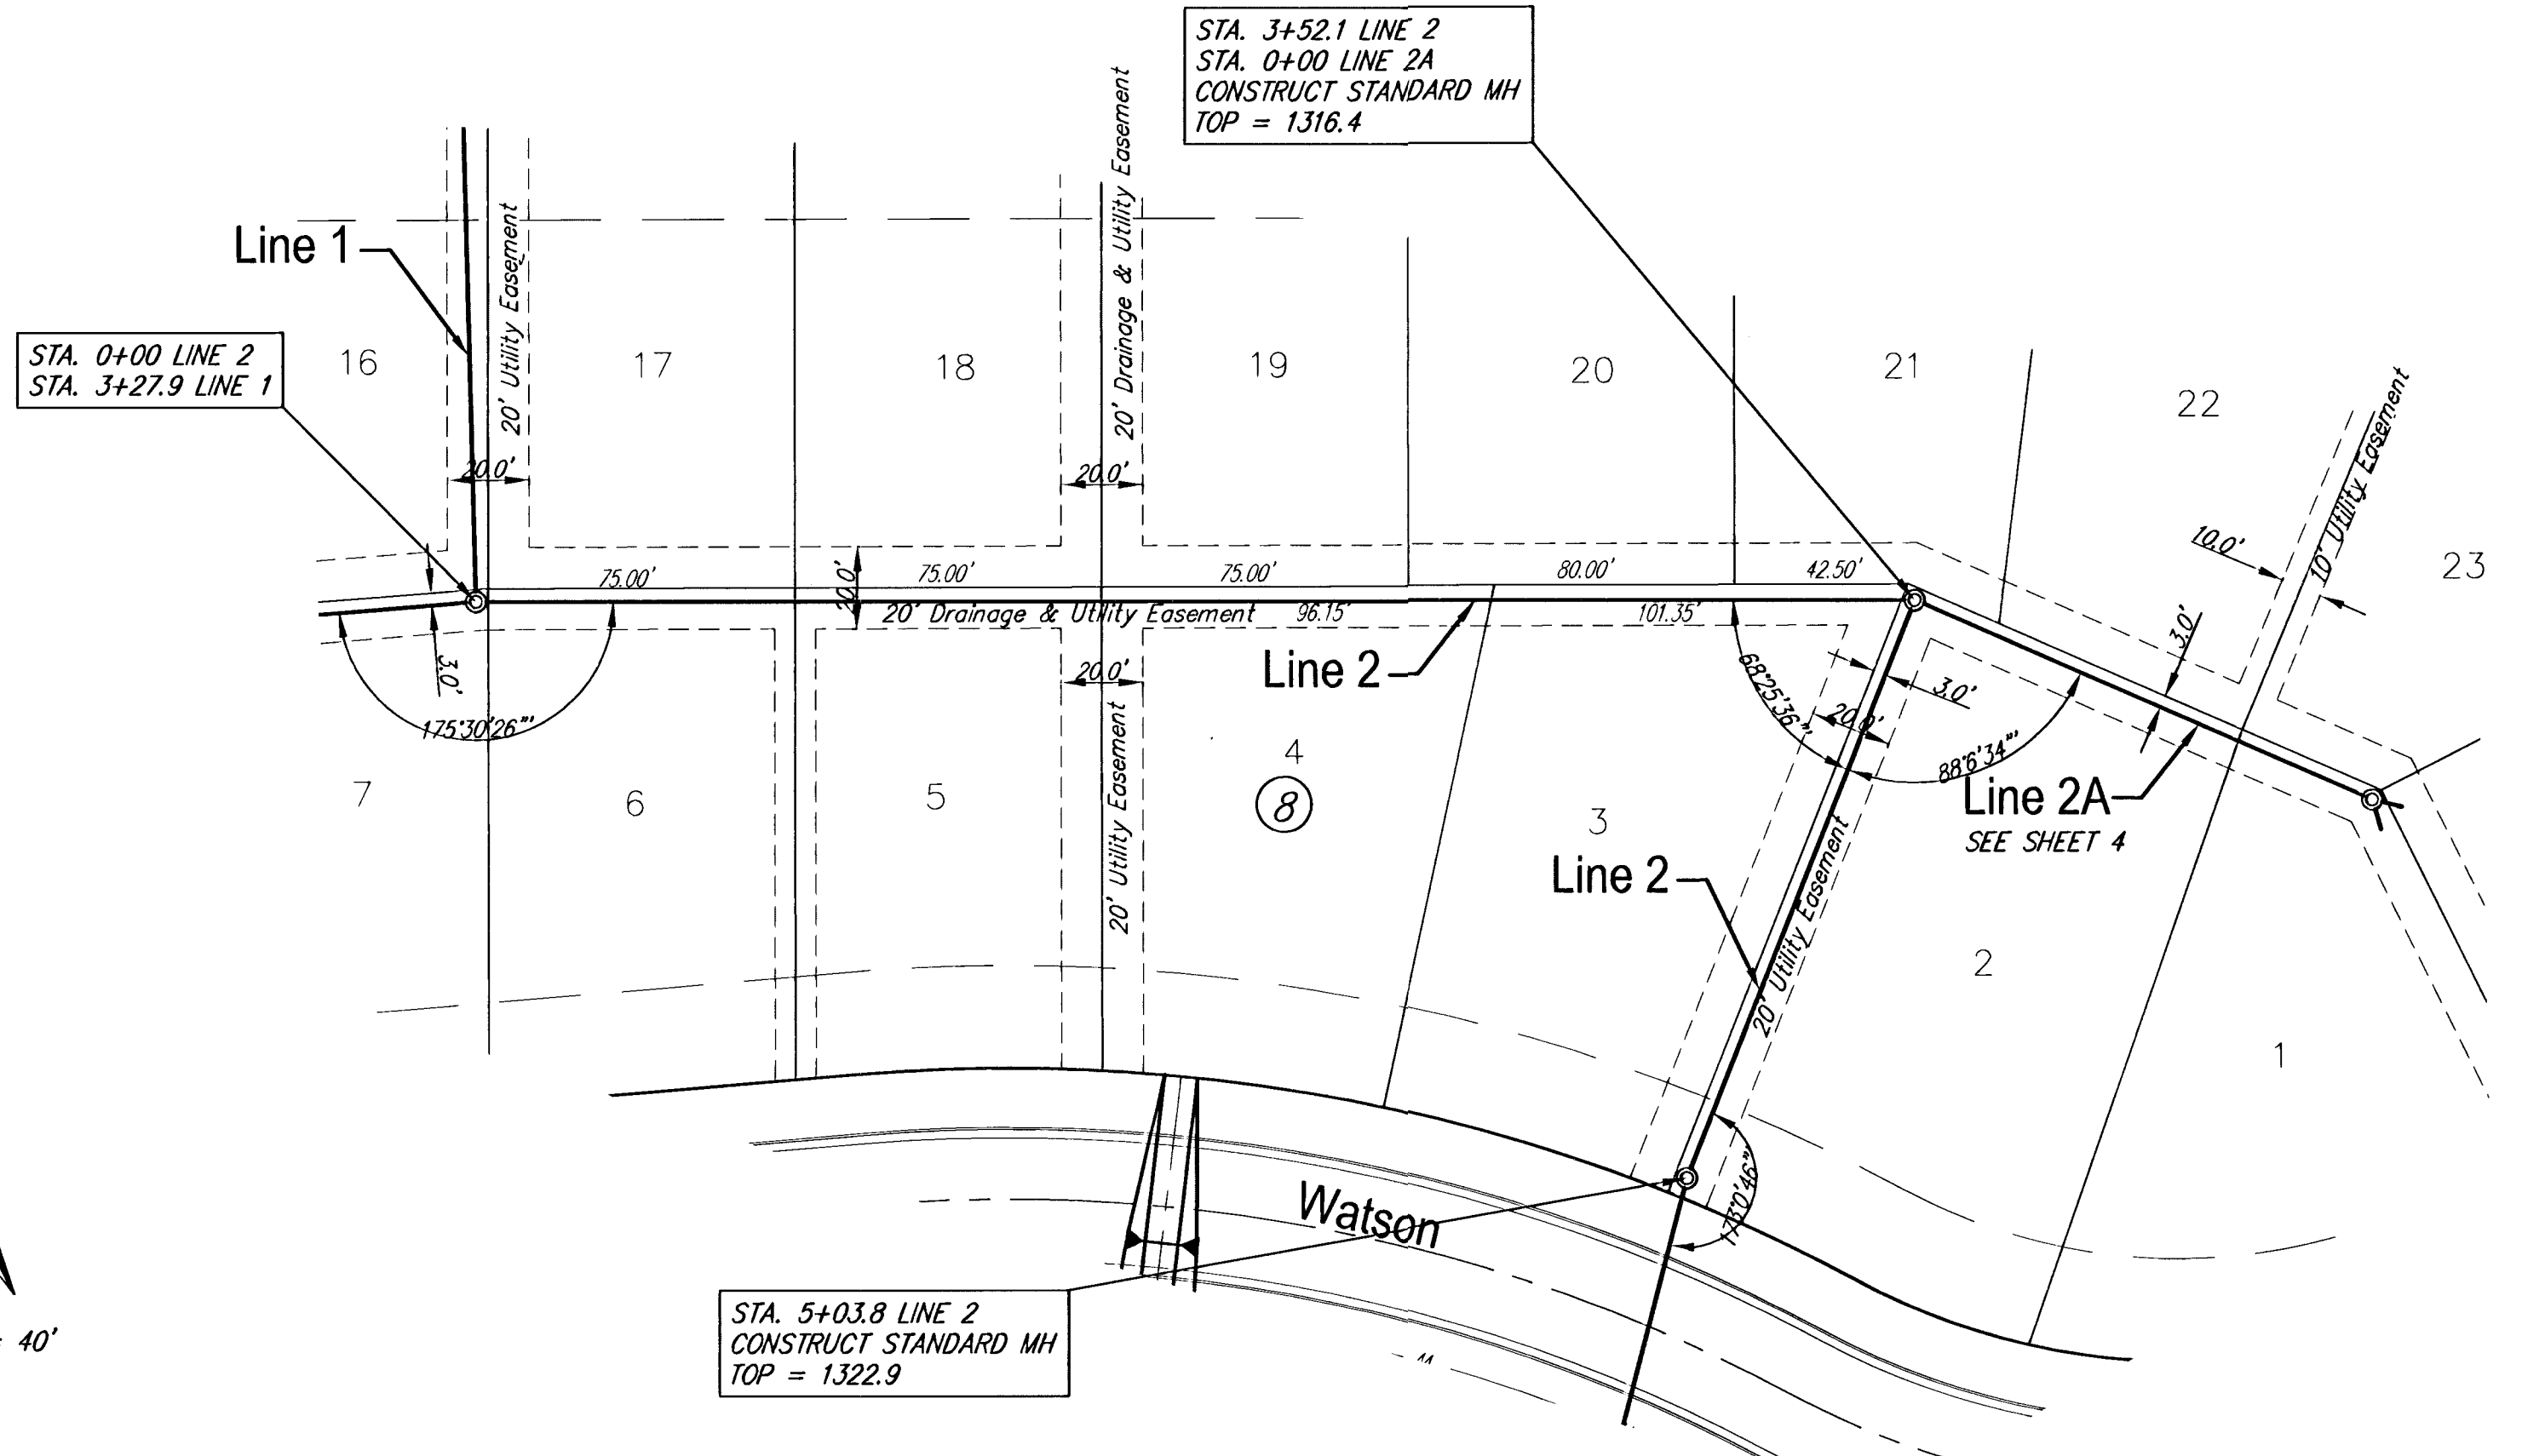 STA. 3+52.1 LINE 2
STA. 0+00 LINE 2A
CONSTRUCT STANDARD MH
TOP = 1316.4
Line 1
STA. 0+00 LINE 2
STA. 3+27.9 LINE 1
20' Utility Easement
20' Drainage & Utility Easement
10' Utility Easement
16
17
18
19
20
21
22
23
20.0'
20.0'
10.0'
75.00'
20.0'
75.00'
75.00'
80.00'
42.50'
20' Drainage & Utility Easement
96.15'
101.35'
3.0'
175°30'26"
20.0'
Line 2
68°25'36"
3.0'
20.0'
88°6'34"
3.0'
Line 2A
SEE SHEET 4
7
6
5
20' Utility Easement
4
8
3
Line 2
20' Utility Easement
2
1
173°0'46"
Watson
STA. 5+03.8 LINE 2
CONSTRUCT STANDARD MH
TOP = 1322.9
40'